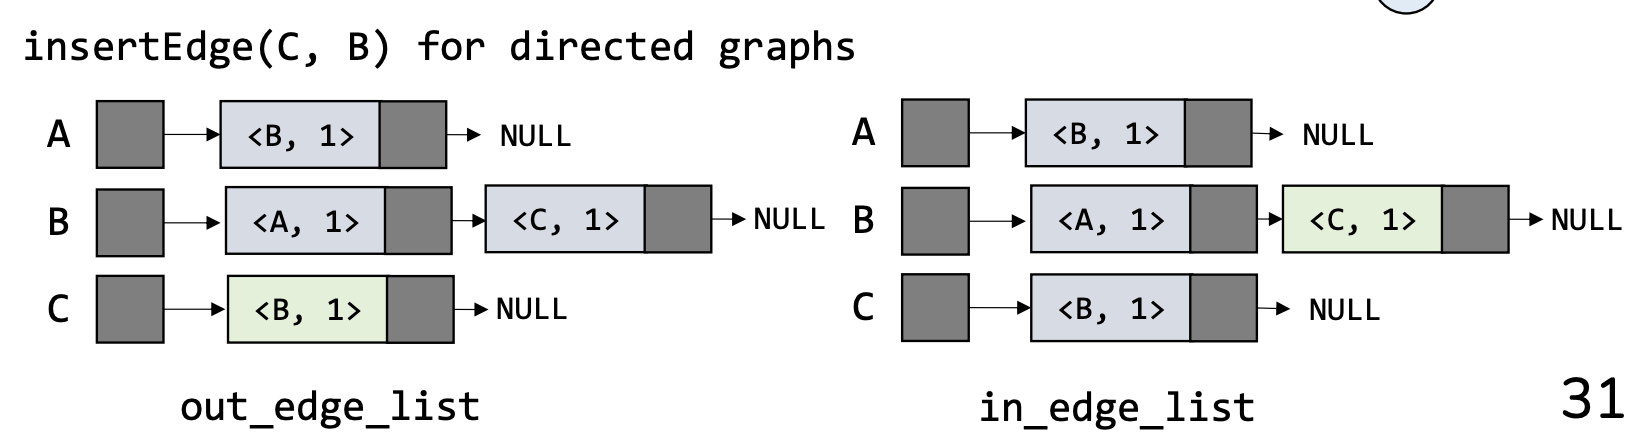 insertEdge(C, B) for directed graphs
A <B, 1> NULL
B <A, 1> <C, 1> NULL
C <B, 1> NULL
out_edge_list
A <B, 1> NULL
B <A, 1> <C, 1> NULL
C <B, 1> NULL
in_edge_list
31